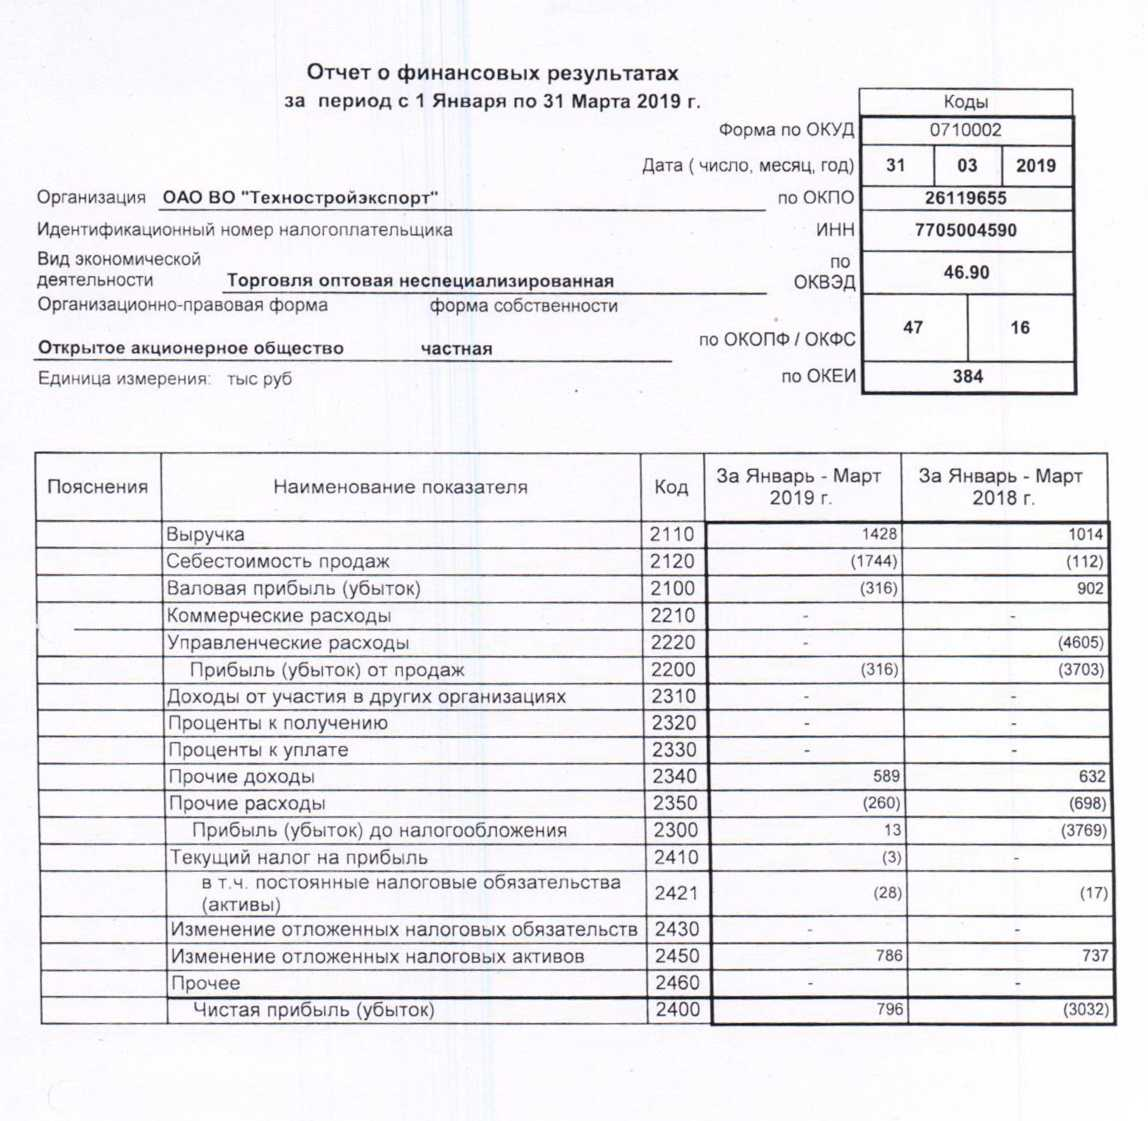 Отчет о финансовых результатах
за период с 1 Января по 31 Марта 2019 г.
Коды
Форма по ОКУД 0710002
Дата ( число, месяц, год) 31 03 2019
Организация ОАО ВО "Техностройэкспорт" по ОКПО 26119655
Идентификационный номер налогоплательщика ИНН 7705004590
Вид экономической
деятельности Торговля оптовая неспециализированная
по
ОКВЭД
46.90
Организационно-правовая форма форма собственности
Открытое акционерное общество частная
по ОКОПФ / ОКФС 47 16
Единица измерения: тыс руб по ОКЕИ 384
Пояснения Наименование показателя Код За Январь - Март 2019 г. За Январь - Март 2018 г.
Выручка 2110 1428 1014
Себестоимость продаж 2120 (1744) (112)
Валовая прибыль (убыток) 2100 (316) 902
Коммерческие расходы 2210 - -
Управленческие расходы 2220 - (4605)
Прибыль (убыток) от продаж 2200 (316) (3703)
Доходы от участия в других организациях 2310 - -
Проценты к получению 2320 - -
Проценты к уплате 2330 - -
Прочие доходы 2340 589 632
Прочие расходы 2350 (260) (698)
Прибыль (убыток) до налогообложения 2300 13 (3769)
Текущий налог на прибыль 2410 (3) -
в т.ч. постоянные налоговые обязательства
(активы) 2421 (28) (17)
Изменение отложенных налоговых обязательств 2430 - -
Изменение отложенных налоговых активов 2450 786 737
Прочее 2460 - -
Чистая прибыль (убыток) 2400 796 (3032)